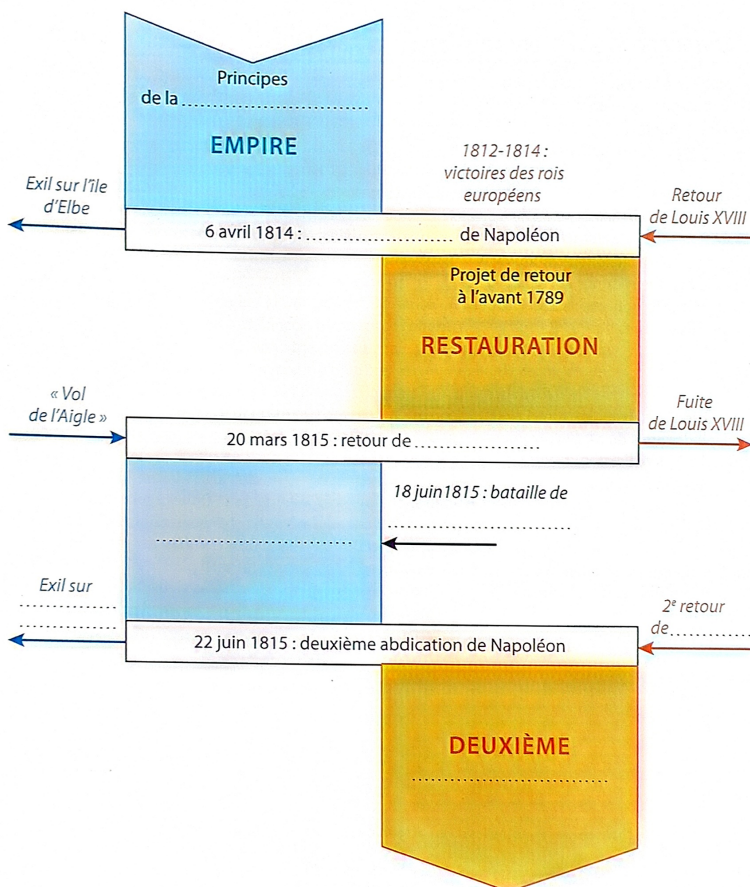 Principes
de la ..............................
EMPIRE
1812-1814 :
victoires des rois
européens
Exil sur l'île
d'Elbe
Retour
de Louis XVIII
6 avril 1814 : .............................. de Napoléon
Projet de retour
à l'avant 1789
RESTAURATION
« Vol
de l'Aigle »
Fuite
de Louis XVIII
20 mars 1815 : retour de ..............................
18 juin1815 : bataille de
..............................
..............................
Exil sur
..............................
..............................
2e retour
de....................
22 juin 1815 : deuxième abdication de Napoléon
DEUXIÈME
..............................